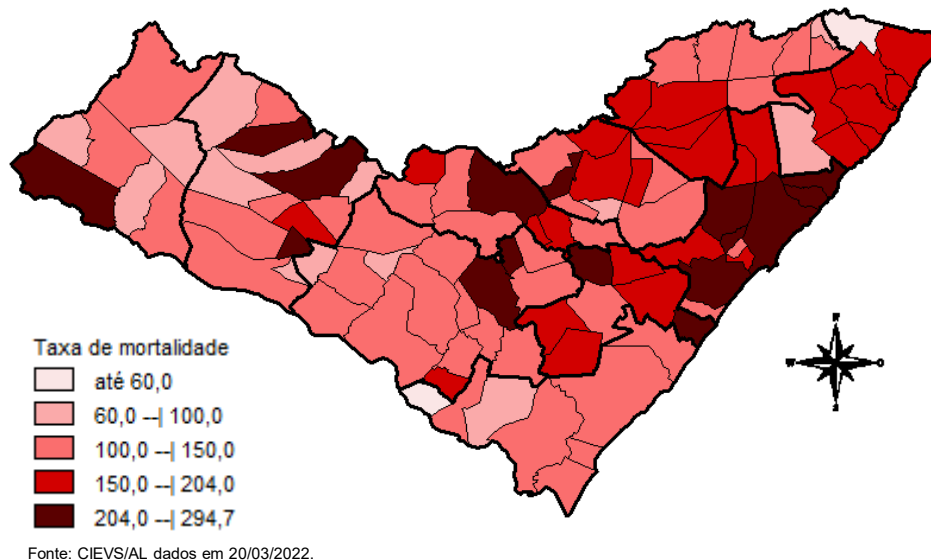 Taxa de mortalidade
até 60,0
60,0 --| 100,0
100,0 --| 150,0
150,0 --| 204,0
204,0 --| 294,7
Fonte: CIEVS/AL dados em 20/03/2022.